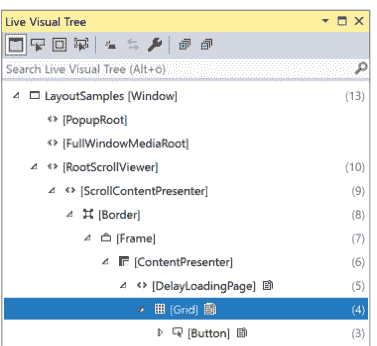 Live Visual Tree
Search Live Visual Tree (Alt+ö)
LayoutSamples [Window] (13)
[PopupRoot]
[FullWindowMediaRoot]
[RootScrollViewer] (10)
[ScrollContentPresenter] (9)
[Border] (8)
[Frame] (7)
[ContentPresenter] (6)
[DelayLoadingPage] (5)
[Grid] (4)
[Button] (3)